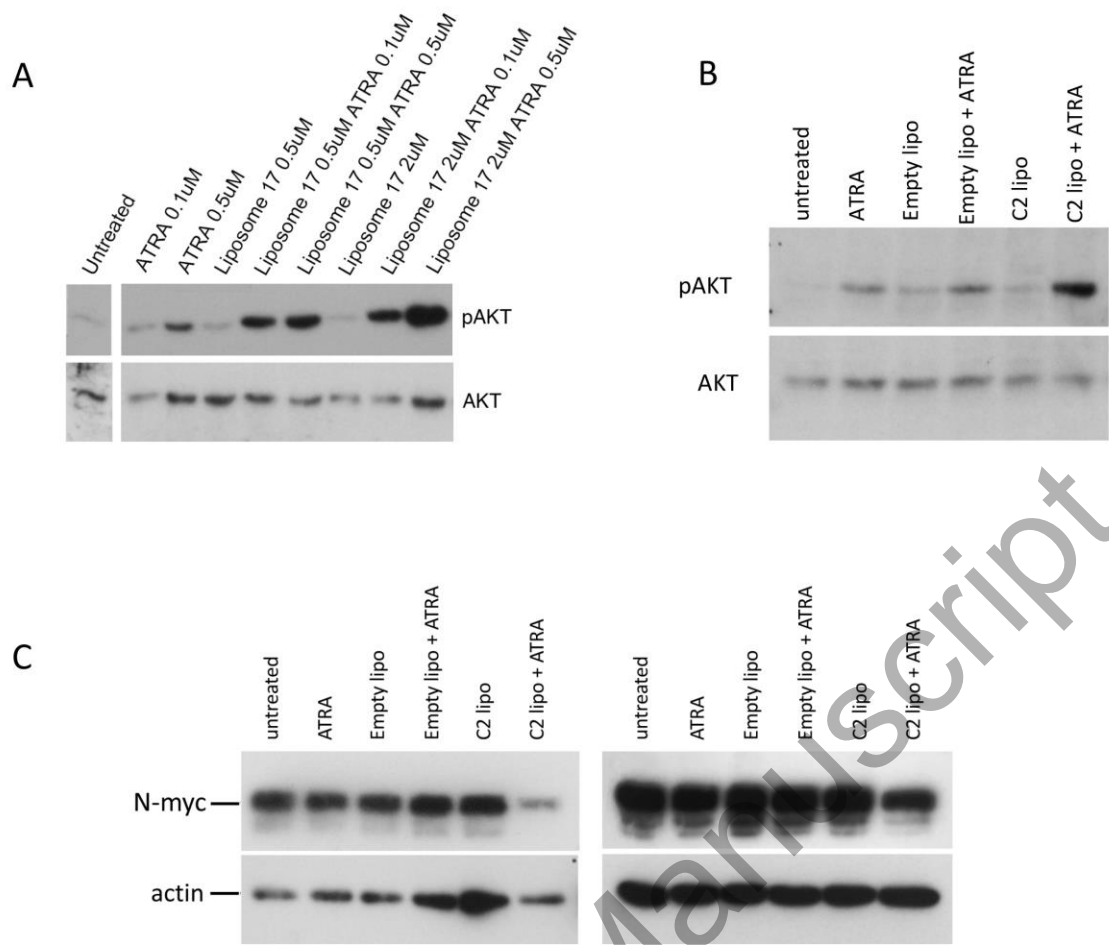 A
Untreated
ATRA 0.1uM
ATRA 0.5uM
Liposome 17 0.5uM
Liposome 17 0.5uM ATRA 0.1uM
Liposome 17 0.5uM ATRA 0.5uM
Liposome 17 2uM
Liposome 17 2uM ATRA 0.1uM
Liposome 17 2uM ATRA 0.5uM
pAKT
AKT
B
untreated
ATRA
Empty lipo
Empty lipo + ATRA
C2 lipo
C2 lipo + ATRA
pAKT
AKT
C
untreated
ATRA
Empty lipo
Empty lipo + ATRA
C2 lipo
C2 lipo + ATRA
untreated
ATRA
Empty lipo
Empty lipo + ATRA
C2 lipo
C2 lipo + ATRA
N-myc
actin
Manuscript